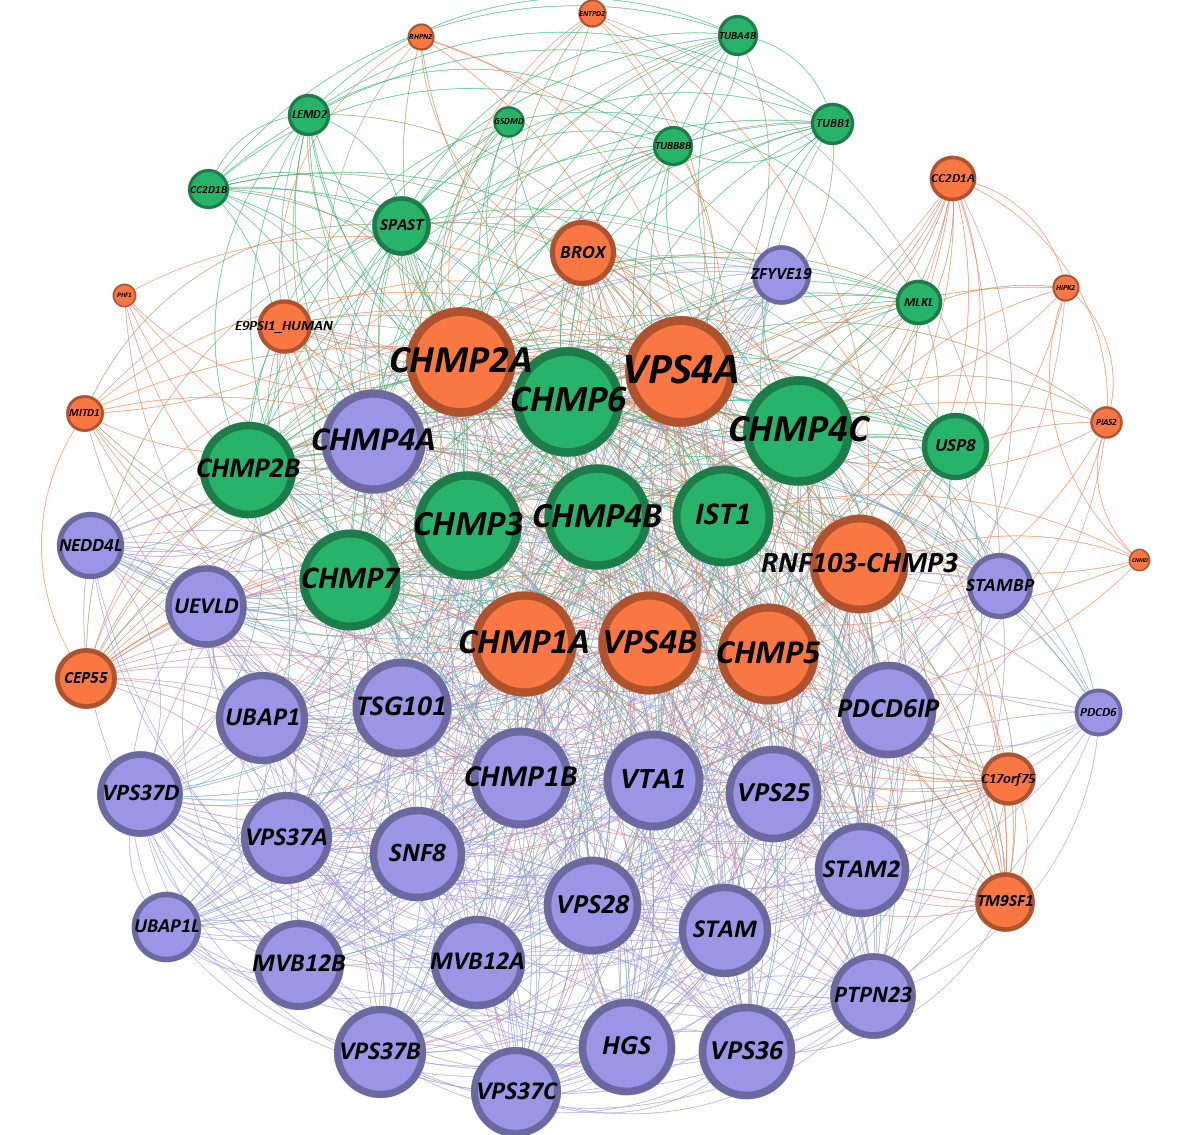 ENTPD2
RHPN2
TUBA4B
LEMD2
GSDMD
TUBB1
TUBB8B
CC2D1A
CC2D1B
SPAST
BROX
ZFYVE19
HIPK2
PHF1
MLKL
E9PSI1_HUMAN
CHMP2A
VPS4A
CHMP6
MITD1
PIAS2
CHMP4C
CHMP4A
USP8
CHMP2B
IST1
CHMP4B
CHMP3
NEDD4L
RNF103-CHMP3
CHMP7
STAMBP
UEVLD
CHMP1A
VPS4B
CHMP5
CEP55
TSG101
PDCD6IP
PDCD6
UBAP1
CHMP1B
VTA1
C17orf75
VPS25
VPS37D
VPS37A
SNF8
STAM2
TM9SF1
VPS28
UBAP1L
STAM
MVB12B
MVB12A
PTPN23
HGS
VPS37B
VPS36
VPS37C